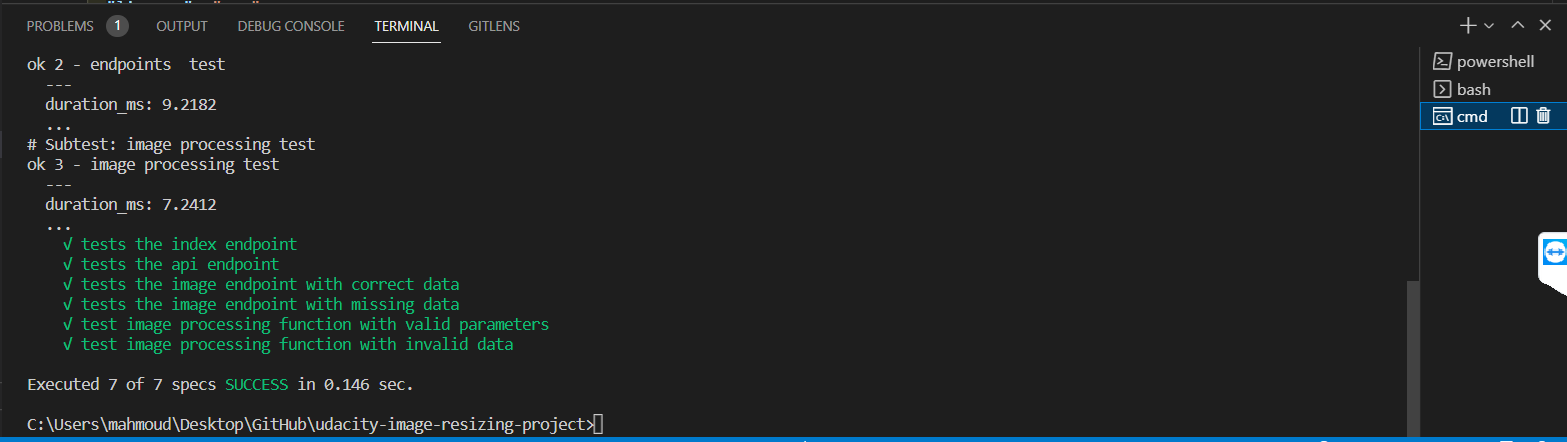 PROBLEMS 1 OUTPUT DEBUG CONSOLE TERMINAL GITLENS
ok 2 - endpoints  test
  ---
  duration_ms: 9.2182
  ...
# Subtest: image processing test
ok 3 - image processing test
  ---
  duration_ms: 7.2412
  ...
    √ tests the index endpoint
    √ tests the api endpoint
    √ tests the image endpoint with correct data
    √ tests the image endpoint with missing data
    √ test image processing function with valid parameters
    √ test image processing function with invalid data
Executed 7 of 7 specs SUCCESS in 0.146 sec.
C:\Users\mahmoud\Desktop\GitHub\udacity-image-resizing-project>
powershell
bash
cmd